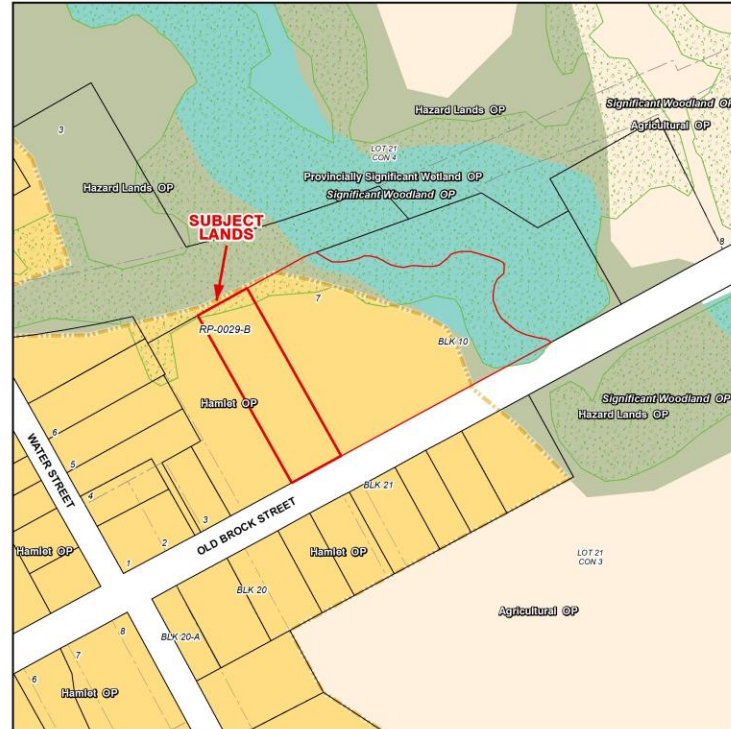 Hazard Lands OP
Significant Woodland OP
Agricultural OP
3
LOT 21
CON 4
Hazard Lands OP
Provincially Significant Wetland OP
Significant Woodland OP
SUBJECT
LANDS
8
7
RP-0029-B
BLK 10
Hamlet OP
Significant Woodland OP
Hazard Lands OP
WATER STREET
6
5
4
3
2
1
OLD BROCK STREET
BLK 21
Hamlet OP
Hamlet OP
LOT 21
CON 3
BLK 20
Agricultural OP
BLK 20-A
8
7
6
Hamlet OP